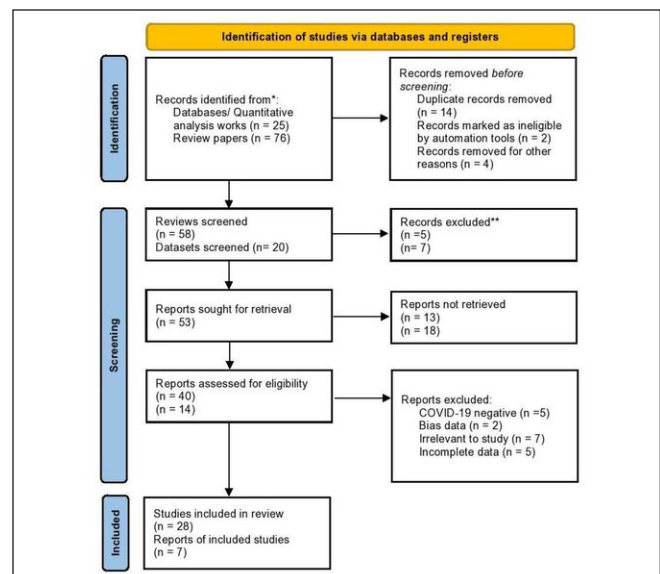 Identification of studies via databases and registers
Identification
Records identified from*:
Databases/ Quantitative
analysis works (n = 25)
Review papers (n = 76)
Records removed before
screening:
Duplicate records removed
(n = 14)
Records marked as ineligible
by automation tools (n = 2)
Records removed for other
reasons (n = 4)
Screening
Reviews screened
(n = 58)
Datasets screened (n= 20)
Records excluded**
(n =5)
(n= 7)
Reports sought for retrieval
(n = 53)
Reports not retrieved
(n = 13)
(n = 18)
Reports assessed for eligibility
(n = 40)
(n = 14)
Reports excluded:
COVID-19 negative (n =5)
Bias data (n = 2)
Irrelevant to study (n = 7)
Incomplete data (n = 5)
Included
Studies included in review
(n = 28)
Reports of included studies
(n = 7)